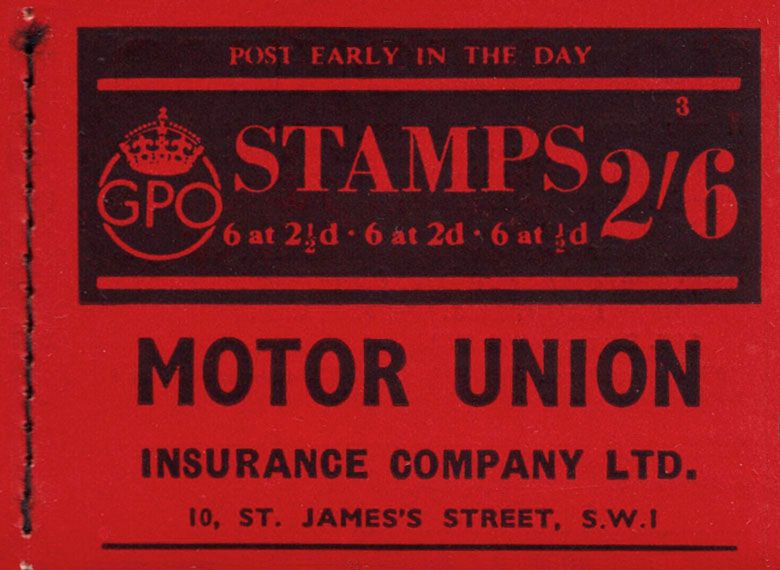 POST EARLY IN THE DAY
3
GPO
STAMPS 2/6
6 at 2½d · 6 at 2d · 6 at ½d
MOTOR UNION
INSURANCE COMPANY LTD.
10, ST. JAMES'S STREET, S.W.1